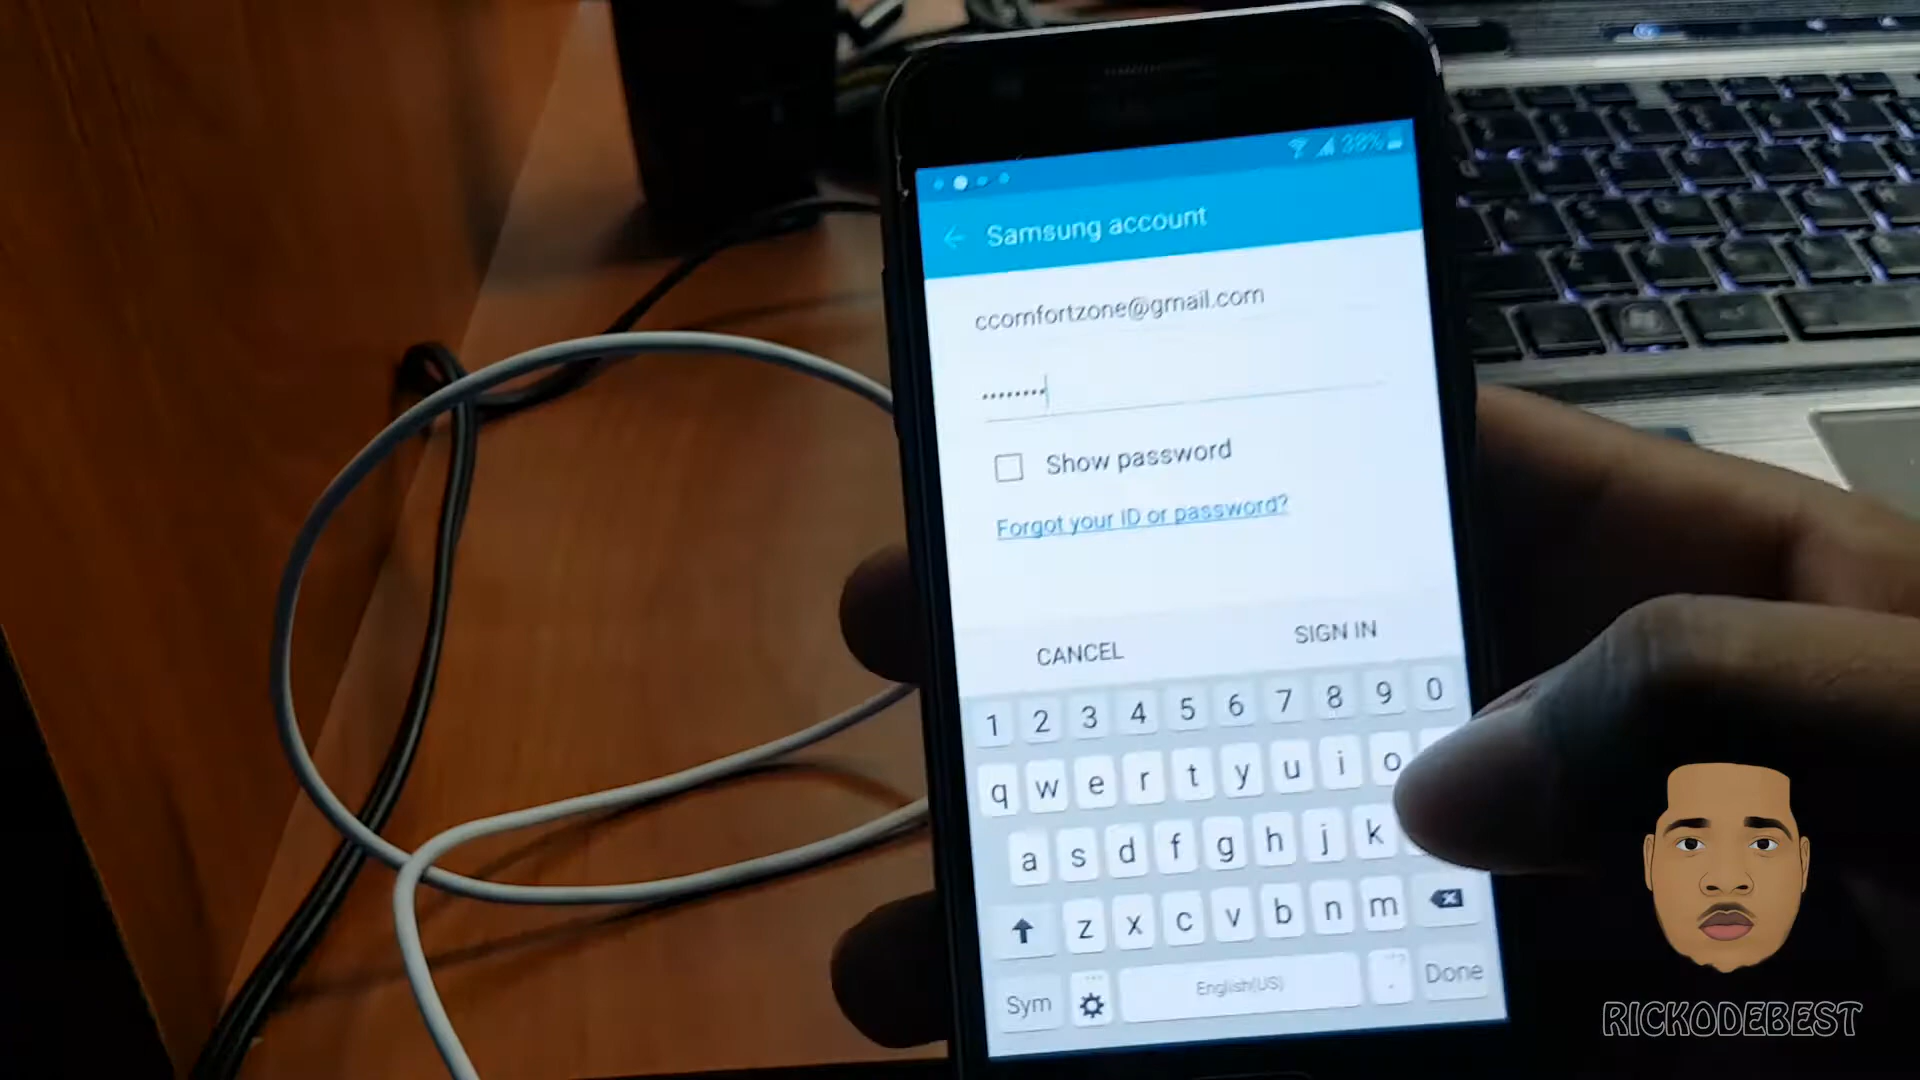 38%
Samsung account
ccomfortzone@gmail.com
••••••••
Show password
Forgot your ID or password?
CANCEL SIGN IN
1 2 3 4 5 6 7 8 9 0
q w e r t y u i o
a s d f g h j k
z x c v b n m
Sym English(US) . Done
RICKODEBEST